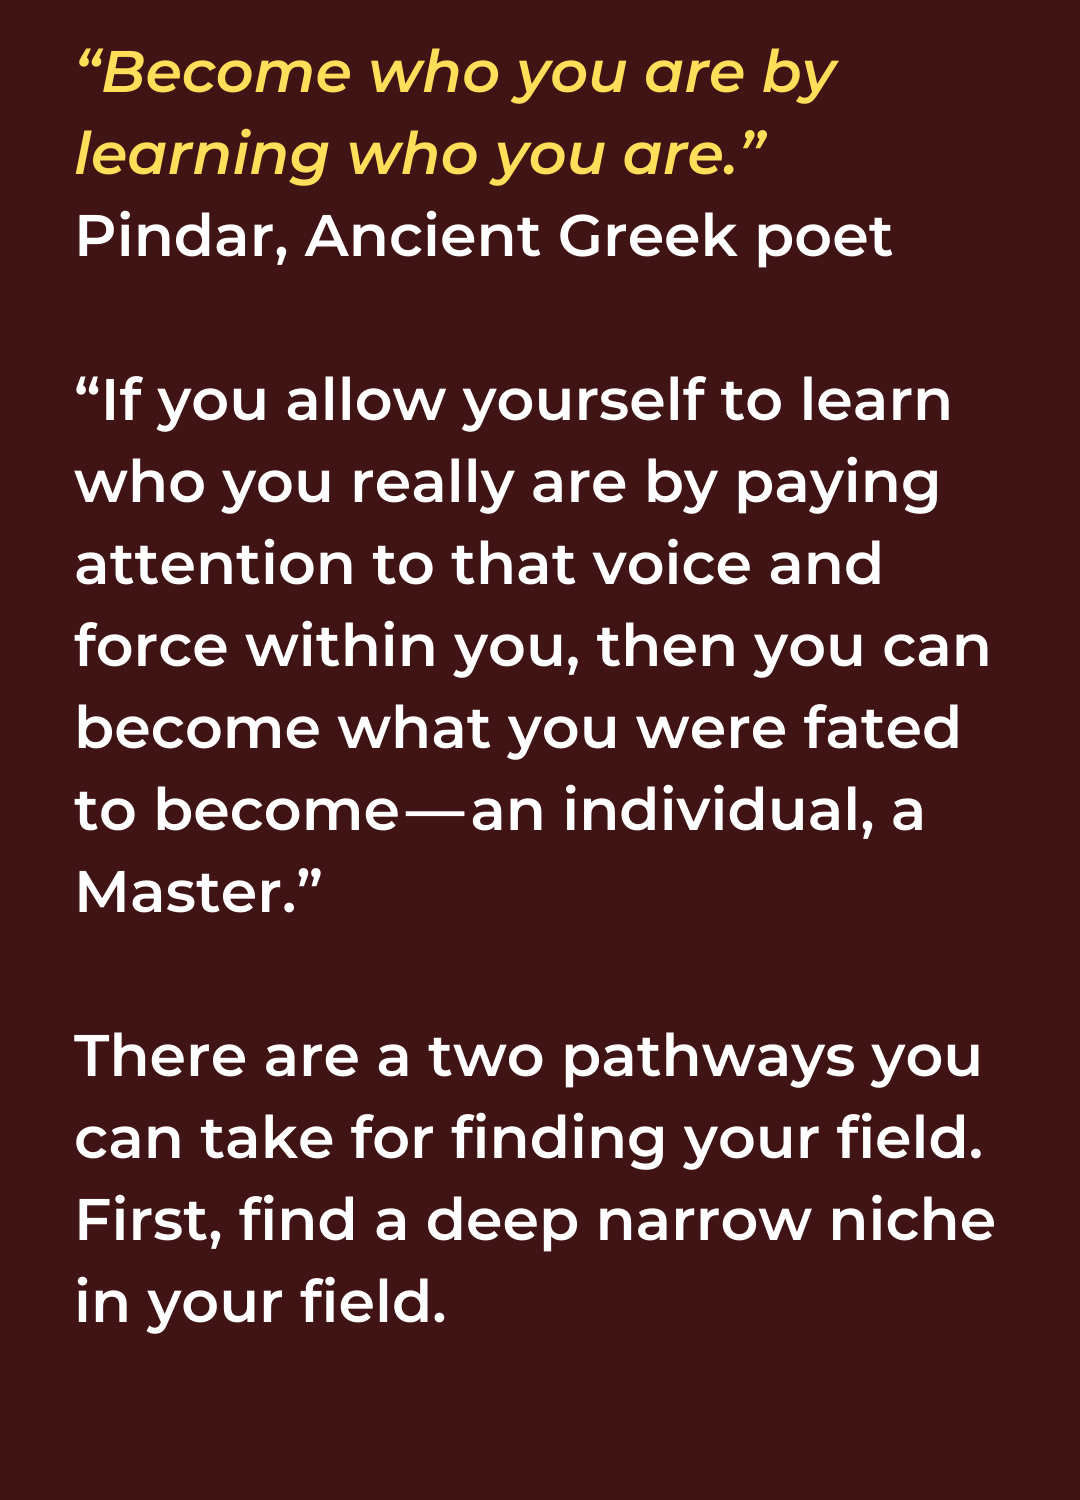 “Become who you are by
learning who you are.”
Pindar, Ancient Greek poet
“If you allow yourself to learn
who you really are by paying
attention to that voice and
force within you, then you can
become what you were fated
to become—an individual, a
Master.”
There are a two pathways you
can take for finding your field.
First, find a deep narrow niche
in your field.